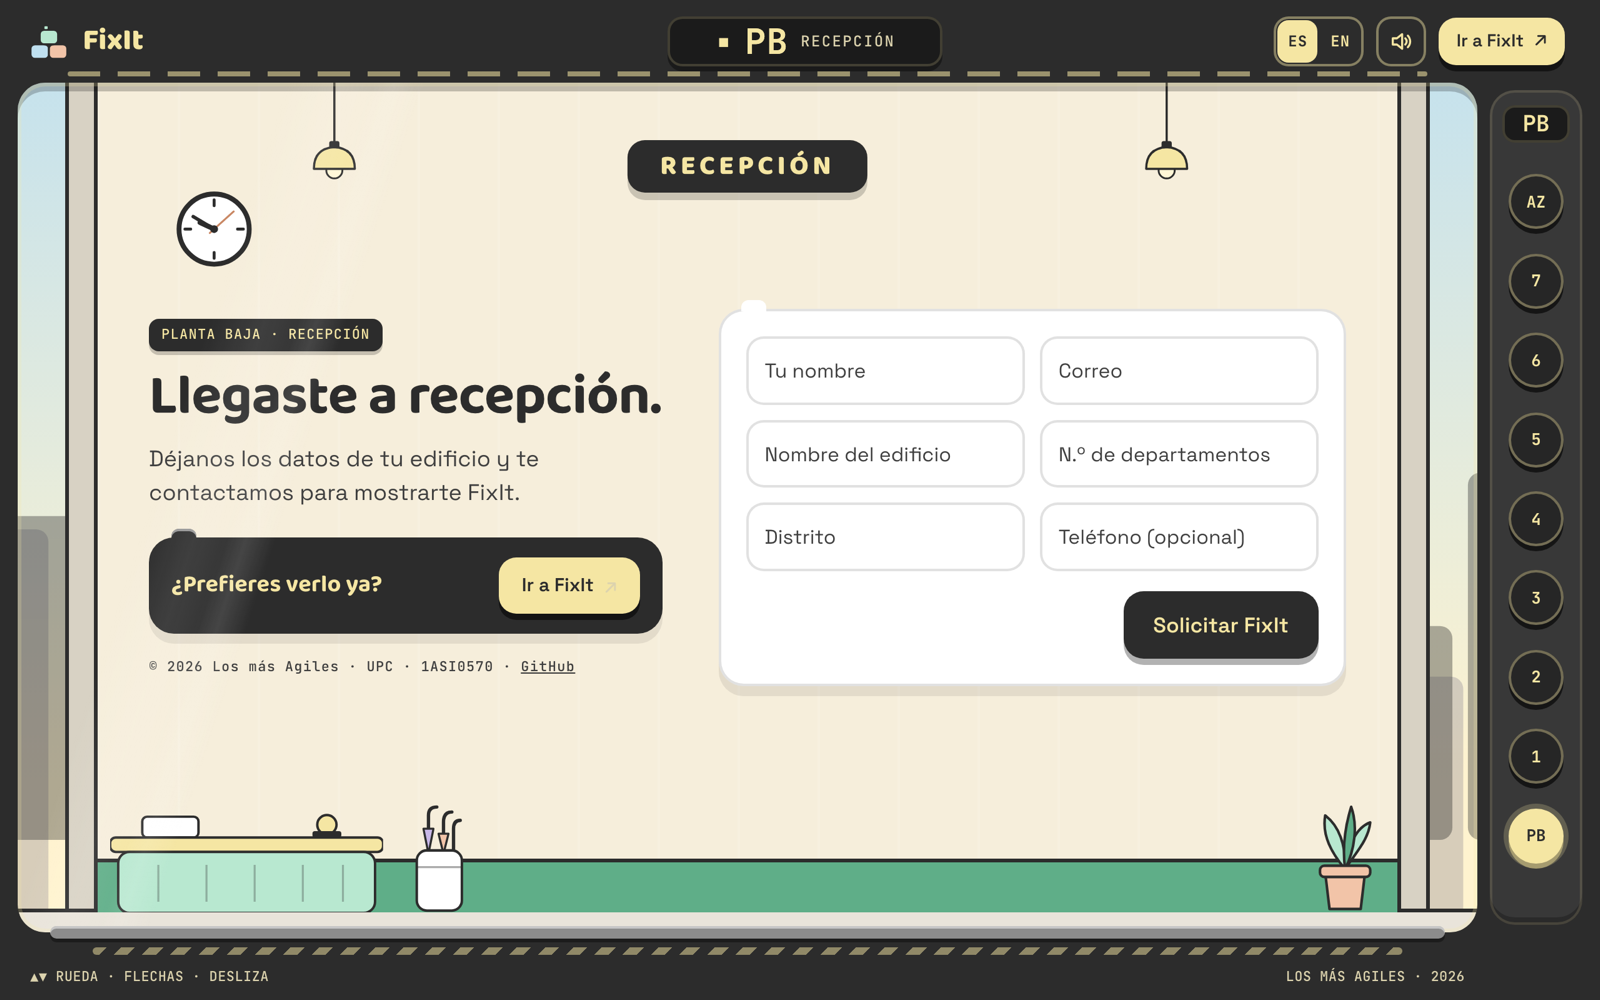 FixIt
PB RECEPCIÓN
ES EN
Ir a FixIt ↗
RECEPCIÓN
PLANTA BAJA · RECEPCIÓN
Llegaste a recepción.
Déjanos los datos de tu edificio y te
contactamos para mostrarte FixIt.
¿Prefieres verlo ya?
Ir a FixIt ↗
© 2026 Los más Agiles · UPC · 1ASI0570 · GitHub
Tu nombre
Correo
Nombre del edificio
N.º de departamentos
Distrito
Teléfono (opcional)
Solicitar FixIt
PB
AZ
7
6
5
4
3
2
1
PB
▲▼ RUEDA · FLECHAS · DESLIZA
LOS MÁS AGILES · 2026